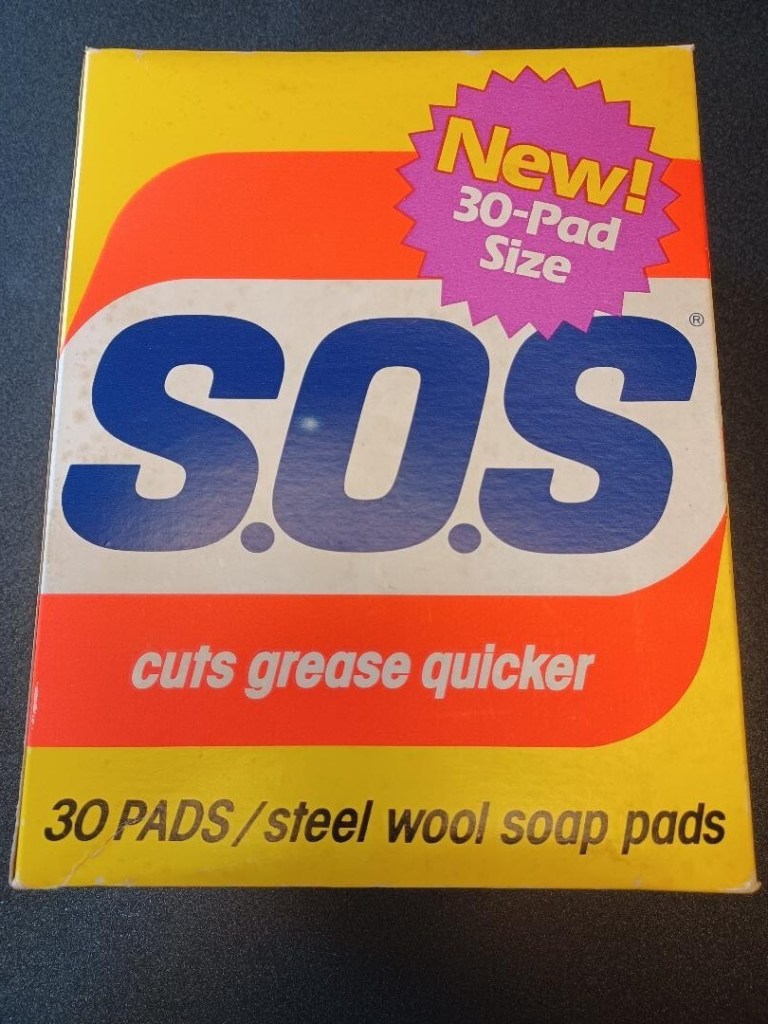 New!
30-Pad
Size
S.O.S ®
cuts grease quicker
30 PADS/steel wool soap pads